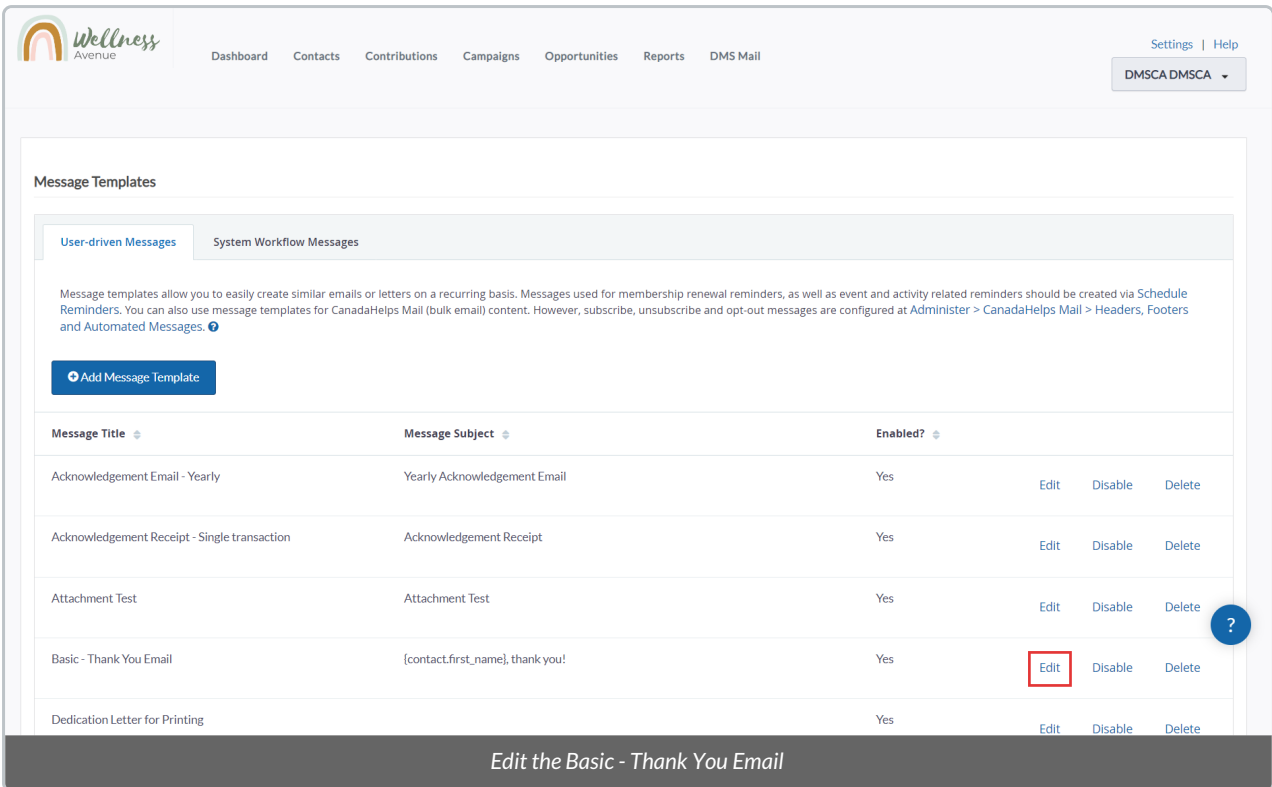 Wellness
Avenue
Dashboard Contacts Contributions Campaigns Opportunities Reports DMS Mail
Settings | Help
DMSCA DMSCA
Message Templates
User-driven Messages System Workflow Messages
Message templates allow you to easily create similar emails or letters on a recurring basis. Messages used for membership renewal reminders, as well as event and activity related reminders should be created via Schedule
Reminders. You can also use message templates for CanadaHelps Mail (bulk email) content. However, subscribe, unsubscribe and opt-out messages are configured at Administer > CanadaHelps Mail > Headers, Footers
and Automated Messages. ?
Add Message Template
Message Title Message Subject Enabled?
Acknowledgement Email - Yearly Yearly Acknowledgement Email Yes Edit Disable Delete
Acknowledgement Receipt - Single transaction Acknowledgement Receipt Yes Edit Disable Delete
Attachment Test Attachment Test Yes Edit Disable Delete
?
Basic - Thank You Email {contact.first_name}, thank you! Yes Edit Disable Delete
Dedication Letter for Printing Yes Edit Disable Delete
Edit the Basic - Thank You Email